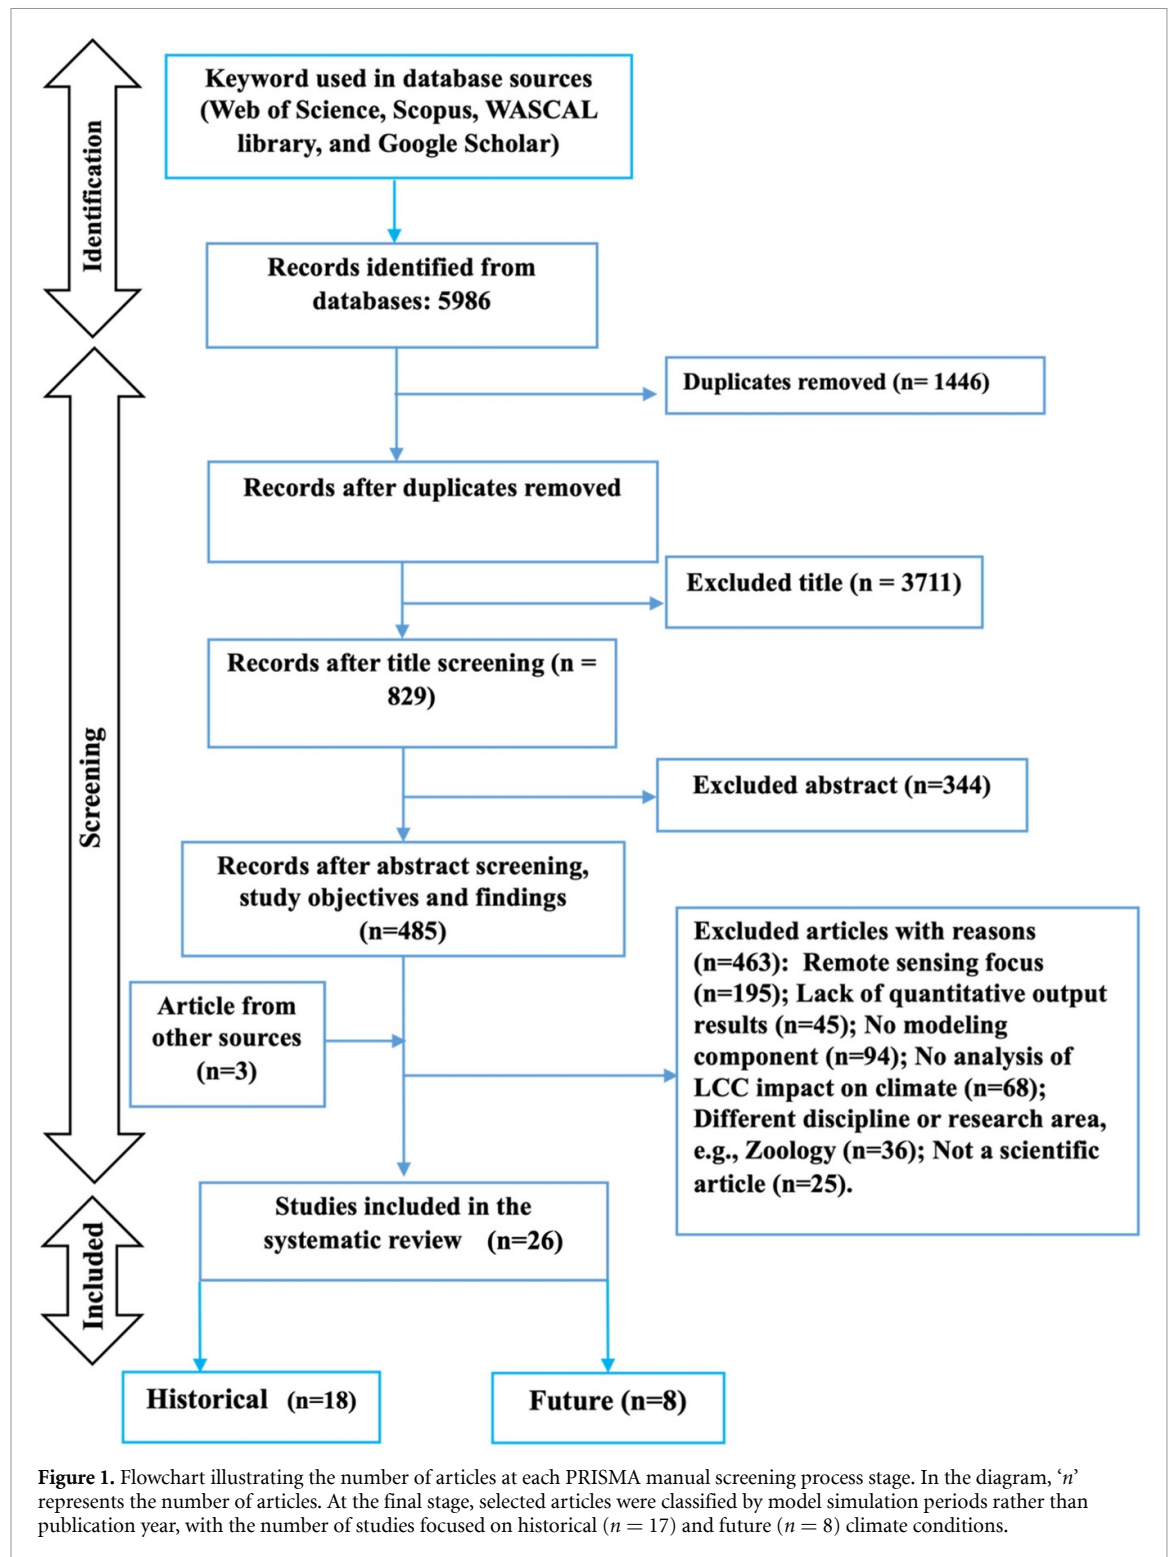 Identification
Keyword used in database sources
(Web of Science, Scopus, WASCAL
library, and Google Scholar)
Records identified from
databases: 5986
Duplicates removed (n= 1446)
Records after duplicates removed
Excluded title (n = 3711)
Records after title screening (n =
829)
Screening
Excluded abstract (n=344)
Records after abstract screening,
study objectives and findings
(n=485)
Article from
other sources
(n=3)
Excluded articles with reasons
(n=463): Remote sensing focus
(n=195); Lack of quantitative output
results (n=45); No modeling
component (n=94); No analysis of
LCC impact on climate (n=68);
Different discipline or research area,
e.g., Zoology (n=36); Not a scientific
article (n=25).
Included
Studies included in the
systematic review (n=26)
Historical (n=18)
Future (n=8)
Figure 1. Flowchart illustrating the number of articles at each PRISMA manual screening process stage. In the diagram, ‘n’
represents the number of articles. At the final stage, selected articles were classified by model simulation periods rather than
publication year, with the number of studies focused on historical (n = 17) and future (n = 8) climate conditions.